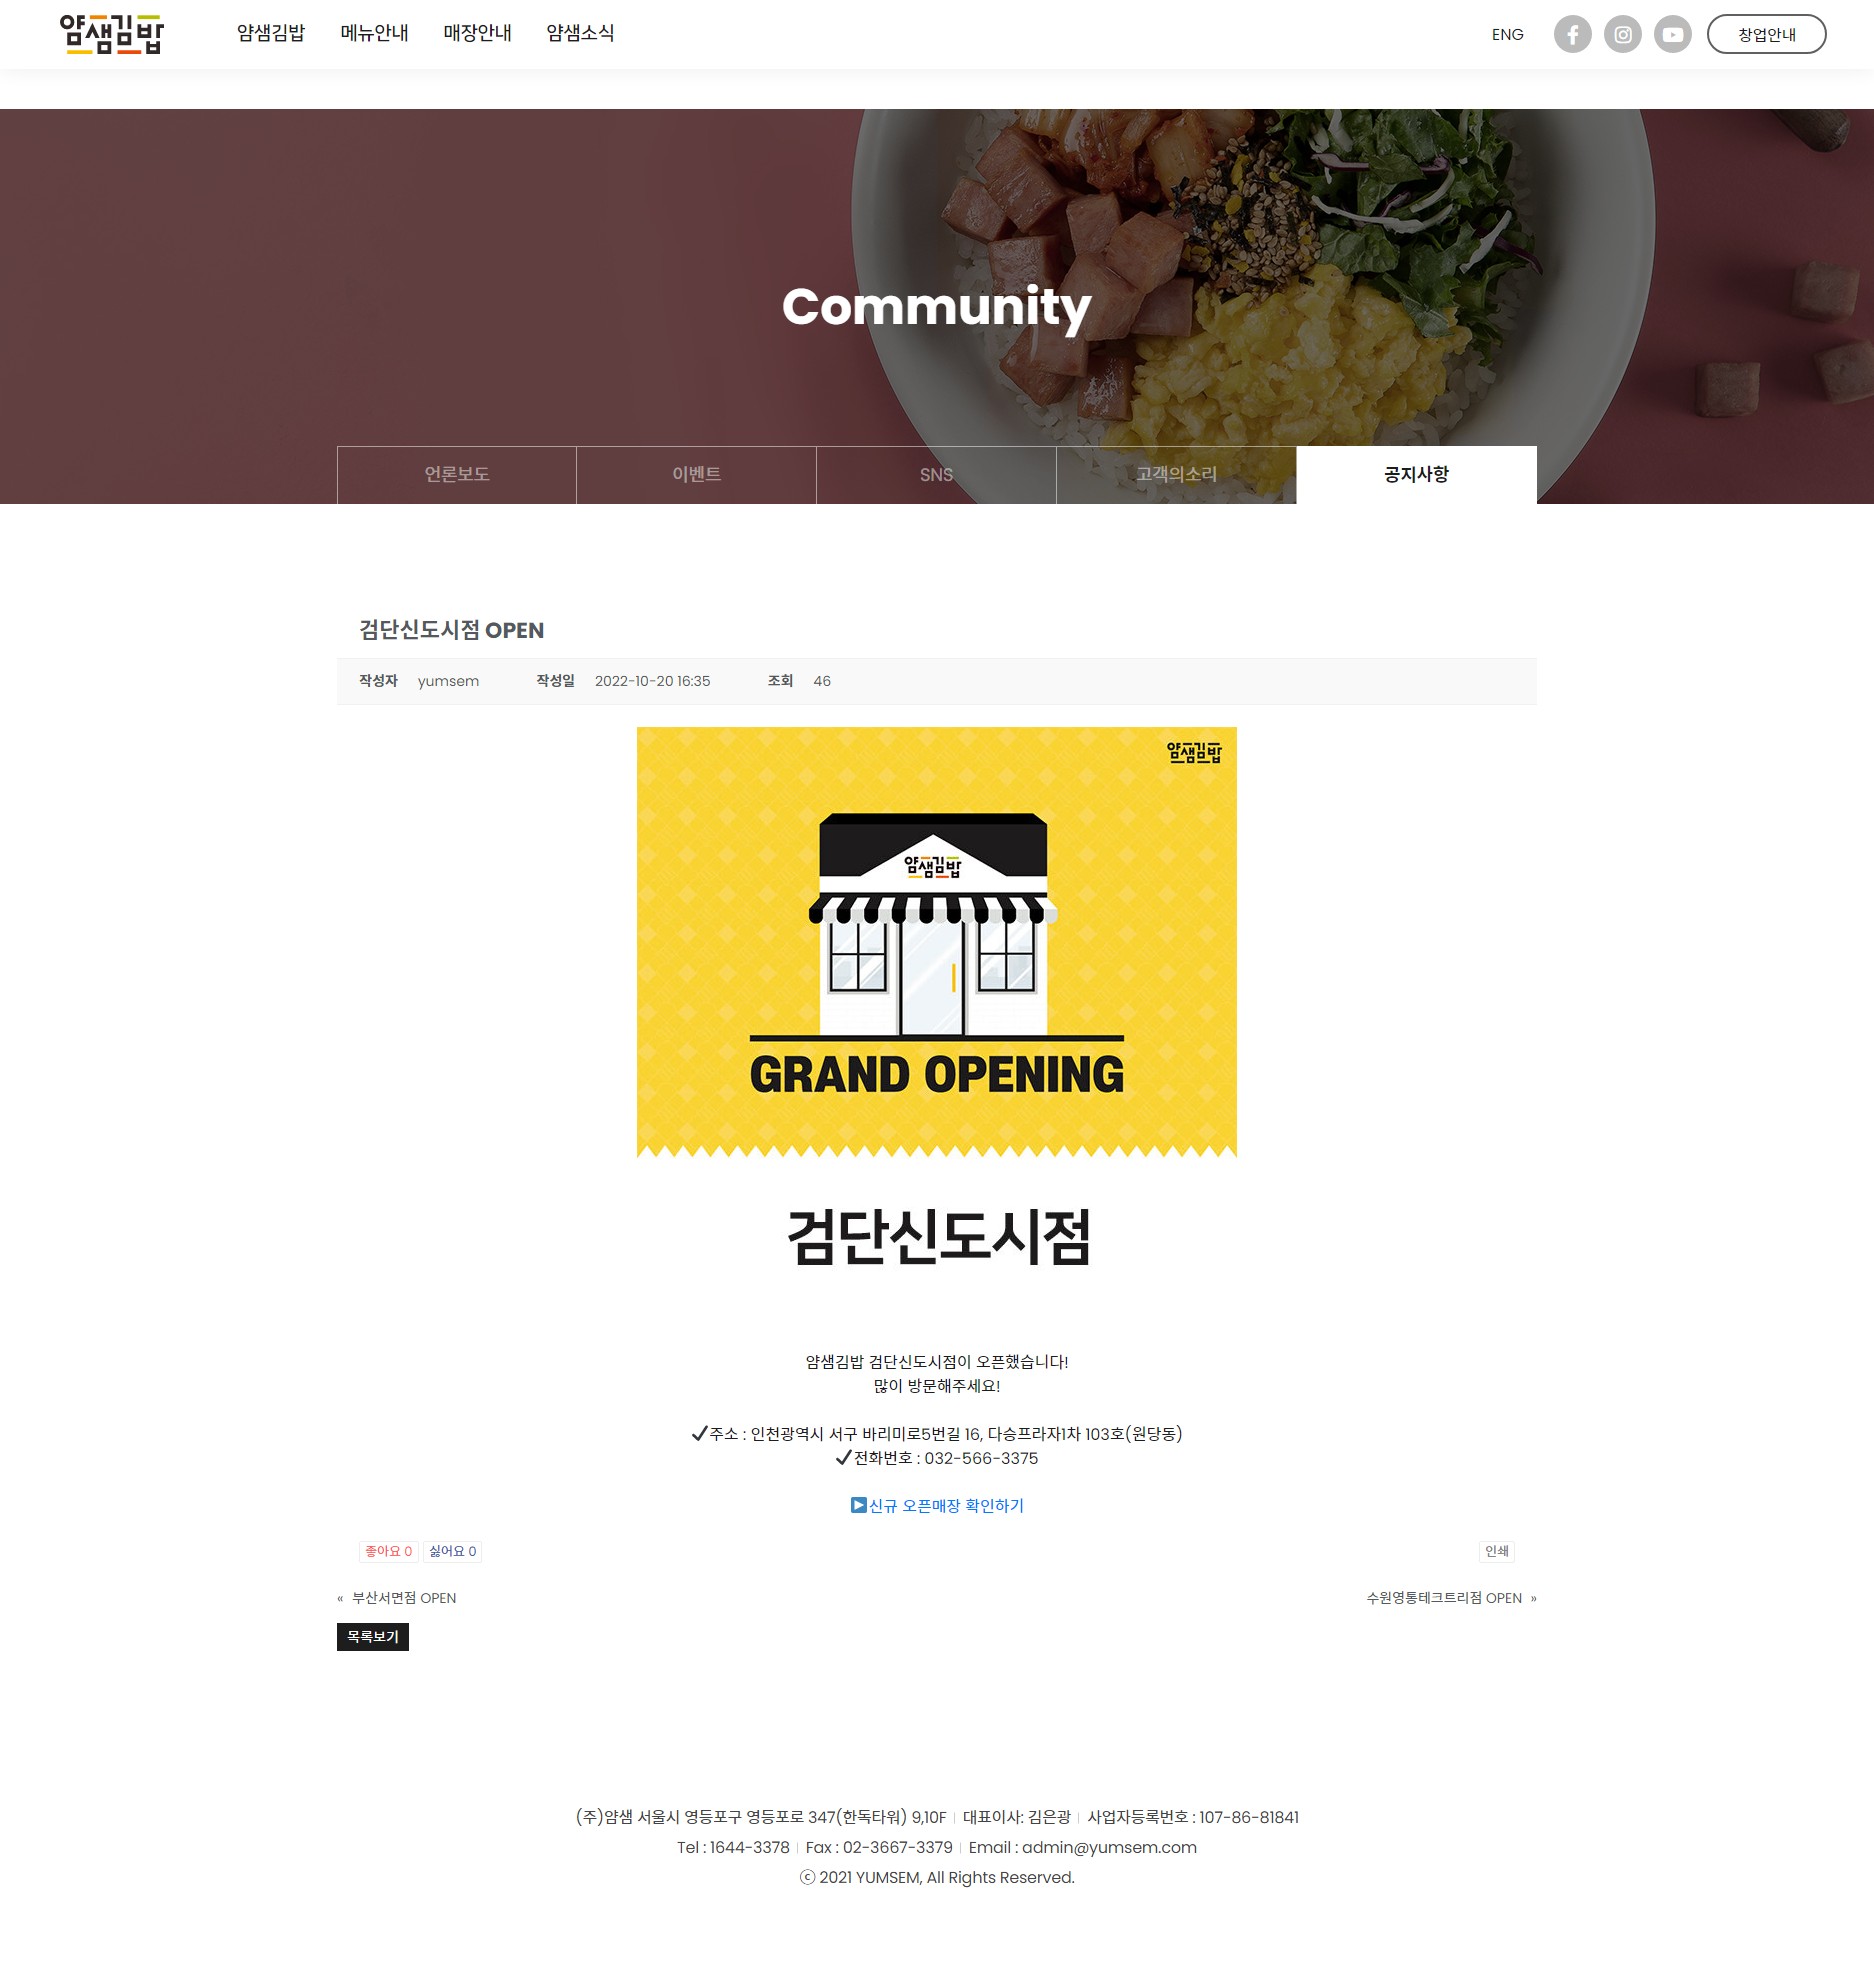 얌샘김밥
얌샘김밥 메뉴안내 매장안내 얌샘소식 ENG 창업안내
Community
언론보도 이벤트 SNS 고객의소리 공지사항
검단신도시점 OPEN
작성자 yumsem 작성일 2022-10-20 16:35 조회 46
얌샘김밥
얌샘김밥
GRAND OPENING
검단신도시점
얌샘김밥 검단신도시점이 오픈했습니다!
많이 방문해주세요!
✔주소 : 인천광역시 서구 바리미로5번길 16, 다승프라자1차 103호(원당동)
✔전화번호 : 032-566-3375
▶신규 오픈매장 확인하기
좋아요 0 싫어요 0 인쇄
« 부산서면점 OPEN 수원영통테크트리점 OPEN »
목록보기
(주)얌샘 서울시 영등포구 영등포로 347(한독타워) 9,10F | 대표이사: 김은광 | 사업자등록번호 : 107-86-81841
Tel : 1644-3378 | Fax : 02-3667-3379 | Email : admin@yumsem.com
ⓒ 2021 YUMSEM, All Rights Reserved.